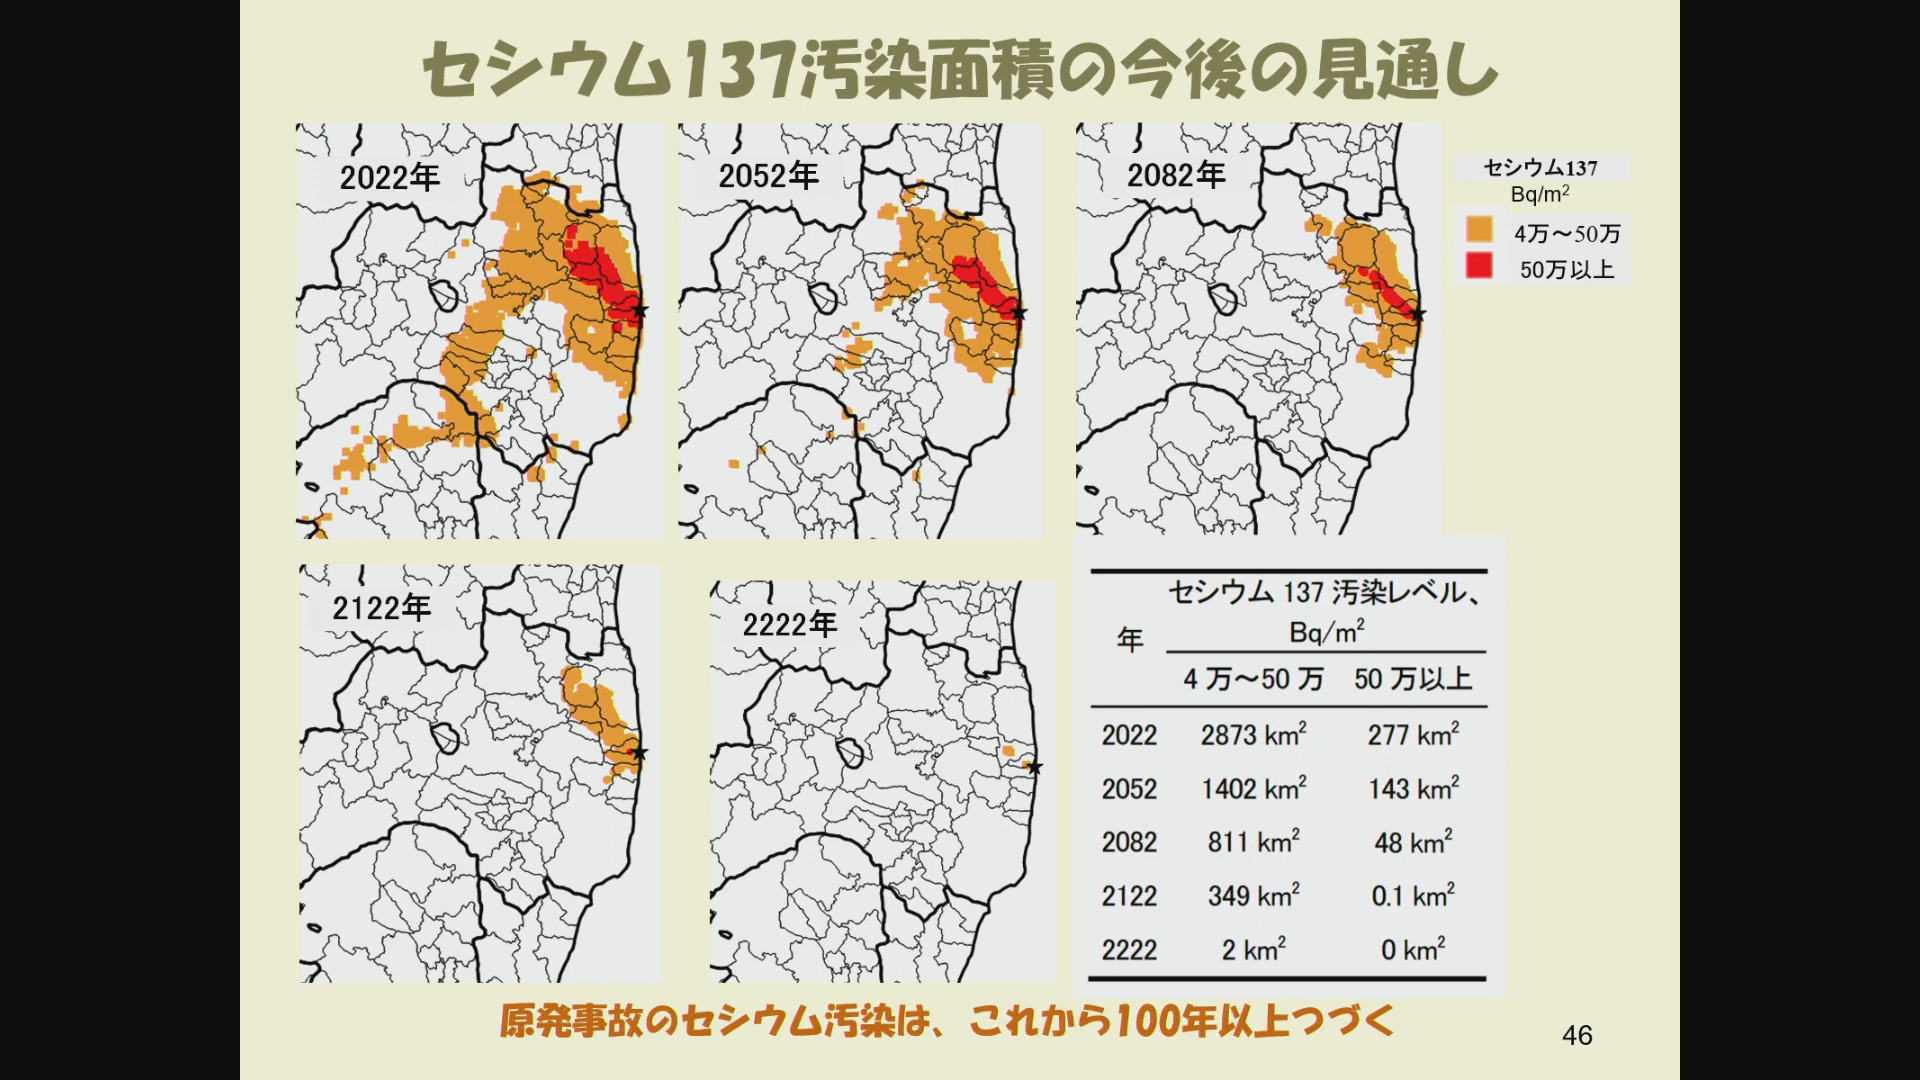 セシウム137汚染面積の今後の見通し
2022年
2052年
2082年
セシウム137
Bq/m²
4万〜50万
50万以上
2122年
2222年
セシウム 137 汚染レベル、
Bq/m²
年
4 万〜50 万 50 万以上
2022 2873 km² 277 km²
2052 1402 km² 143 km²
2082 811 km² 48 km²
2122 349 km² 0.1 km²
2222 2 km² 0 km²
原発事故のセシウム汚染は、これから100年以上つづく
46